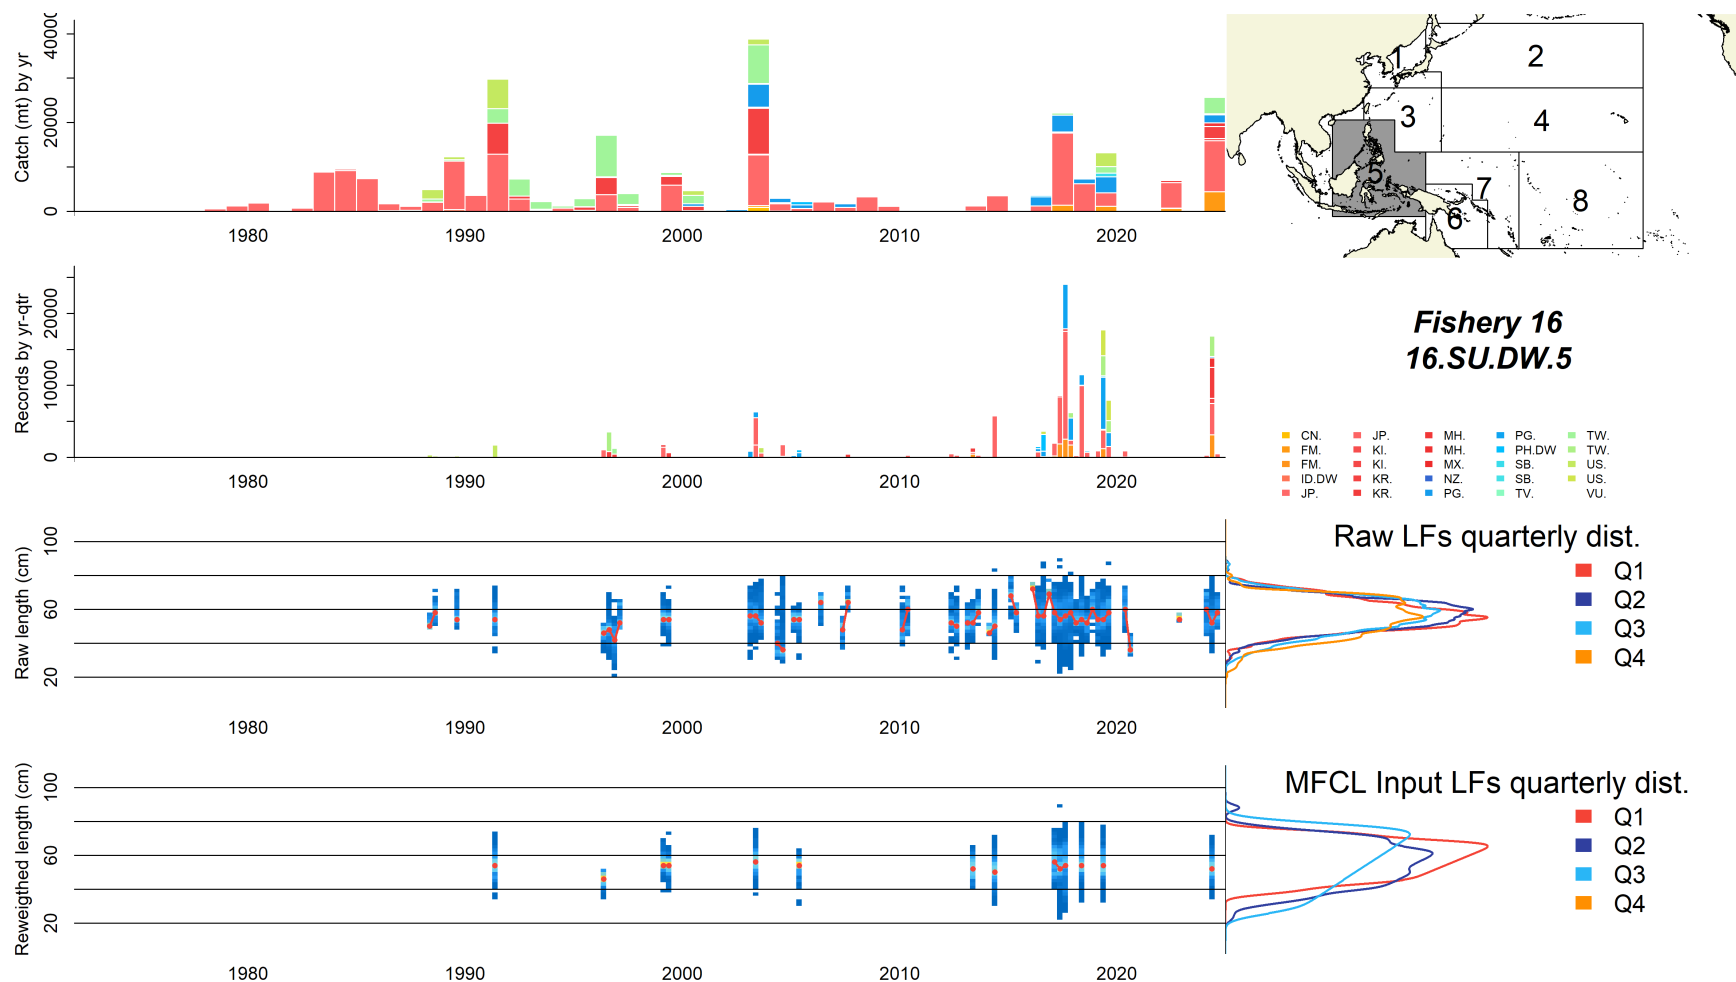 Catch (mt) by yr
40000
20000
0
1980 1990 2000 2010 2020
1
2
3
4
5
6
7
8
Records by yr-qtr
20000
10000
0
1980 1990 2000 2010 2020
Fishery 16
16.SU.DW.5
CN. JP. MH. PG. TW.
FM. KI. MH. PH.DW TW.
FM. KI. MX. SB. US.
ID.DW KR. NZ. SB. US.
JP. KR. PG. TV. VU.
Raw length (cm)
100
60
40
20
1980 1990 2000 2010 2020
Raw LFs quarterly dist.
Q1
Q2
Q3
Q4
Reweigthed length (cm)
100
60
40
20
1980 1990 2000 2010 2020
MFCL Input LFs quarterly dist.
Q1
Q2
Q3
Q4